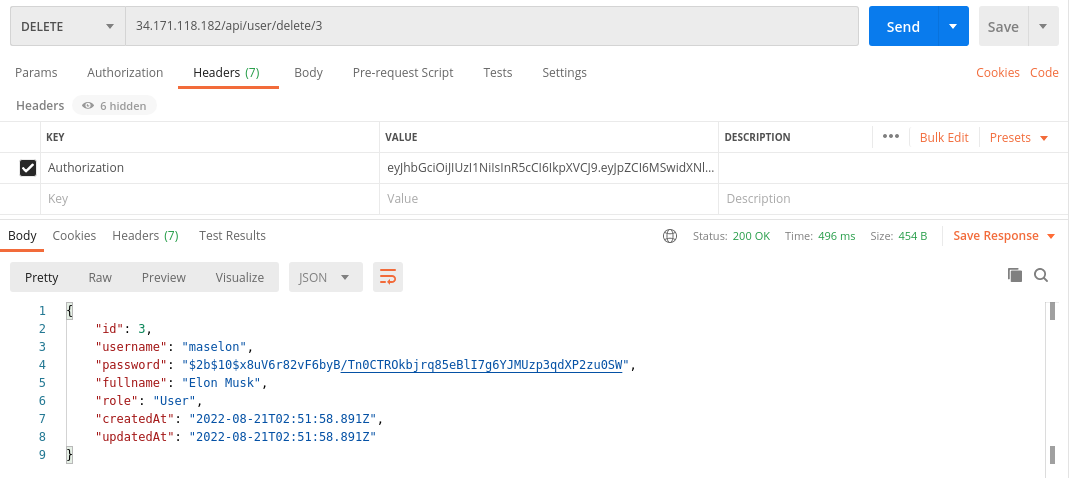 DELETE 34.171.118.182/api/user/delete/3 Send Save
Params Authorization Headers (7) Body Pre-request Script Tests Settings Cookies Code
Headers 6 hidden
KEY VALUE DESCRIPTION ••• Bulk Edit Presets
Authorization eyJhbGciOiJIUzI1NiIsInR5cCI6IkpXVCJ9.eyJpZCI6MSwidXNl...
Key Value Description
Body Cookies Headers (7) Test Results Status: 200 OK Time: 496 ms Size: 454 B Save Response
Pretty Raw Preview Visualize JSON
1 {
2 "id": 3,
3 "username": "maselon",
4 "password": "$2b$10$x8uV6r82vF6byB/Tn0CTROkbjrq85eBlI7g6YJMUzp3qdXP2zu0SW",
5 "fullname": "Elon Musk",
6 "role": "User",
7 "createdAt": "2022-08-21T02:51:58.891Z",
8 "updatedAt": "2022-08-21T02:51:58.891Z"
9 }